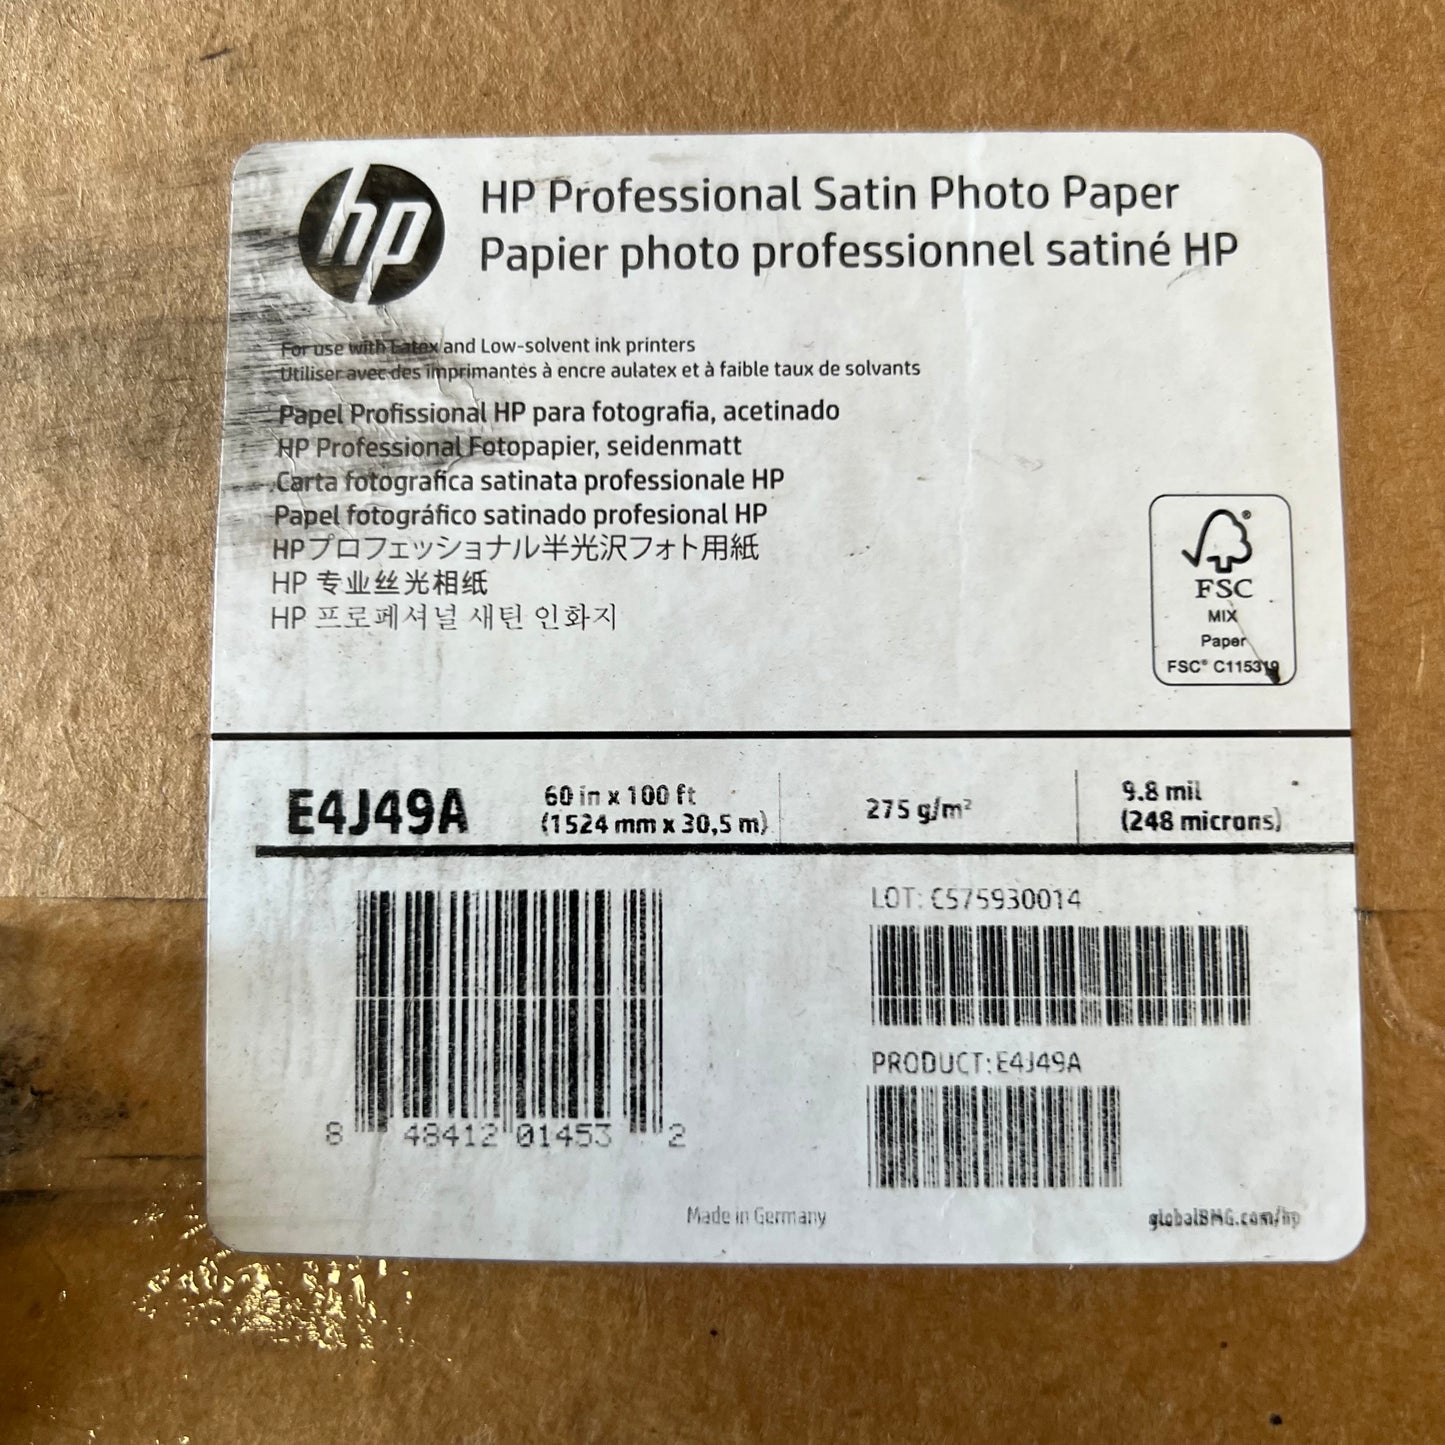 hp
HP Professional Satin Photo Paper
Papier photo professionnel satiné HP
For use with Latex and Low-solvent ink printers
Utiliser avec des imprimantes à encre aulatex et à faible taux de solvants
Papel Profissional HP para fotografia, acetinado
HP Professional Fotopapier, seidenmatt
Carta fotografica satinata professionale HP
Papel fotográfico satinado profesional HP
HPプロフェッショナル半光沢フォト用紙
HP 专业丝光相纸
HP 프로페셔널 새틴 인화지
FSC®
MIX
Paper
FSC® C115319
E4J49A
60 in x 100 ft
(1524 mm x 30,5 m)
275 g/m²
9.8 mil
(248 microns)
LOT: CS75930014
PRODUCT: E4J49A
8 48412 01453 2
Made in Germany
globalBMG.com/hp